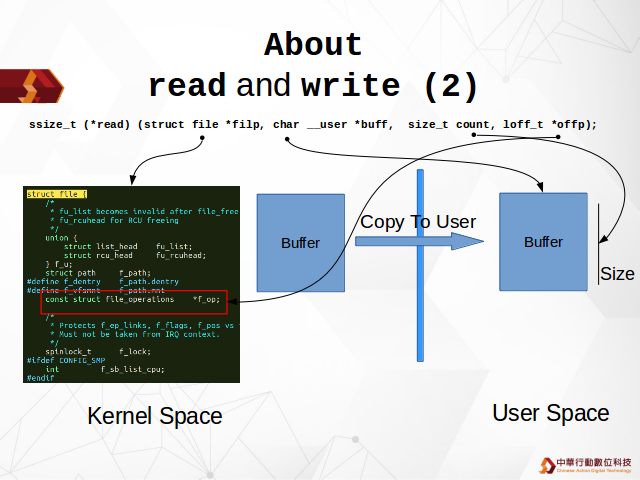 About
read and write (2)
ssize_t (*read) (struct file *filp, char __user *buff, size_t count, loff_t *offp);
struct file {
/*
* fu_list becomes invalid after file_free
* fu_rcuhead for RCU freeing
*/
union {
struct list_head fu_list;
struct rcu_head fu_rcuhead;
} f_u;
struct path f_path;
#define f_dentry f_path.dentry
#define f_vfsmnt f_path.mnt
const struct file_operations *f_op;
/*
* Protects f_ep_links, f_flags, f_pos vs
* Must not be taken from IRQ context.
*/
spinlock_t f_lock;
#ifdef CONFIG_SMP
int f_sb_list_cpu;
#endif
Buffer
Copy To User
Buffer
Size
Kernel Space
User Space
中華行動數位科技
Chinese Action Digital Technology